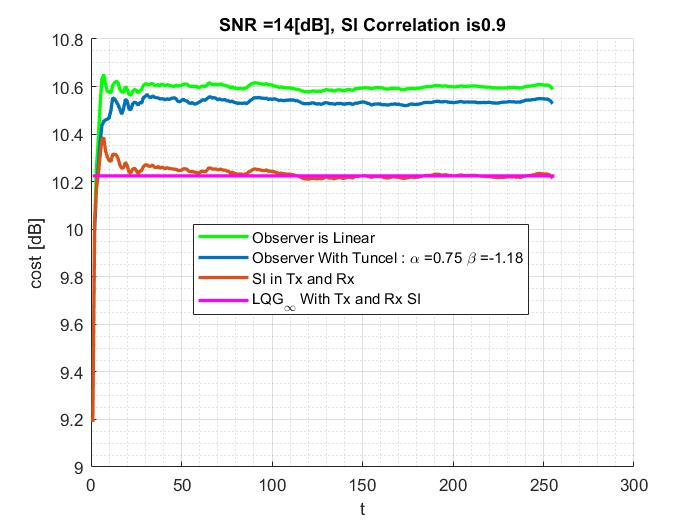 SNR =14[dB], SI Correlation is0.9
10.8
10.6
10.4
10.2
10
9.8
9.6
9.4
9.2
9
cost [dB]
Observer is Linear
Observer With Tuncel : α =0.75 β =-1.18
SI in Tx and Rx
LQG∞ With Tx and Rx SI
0 50 100 150 200 250 300
t